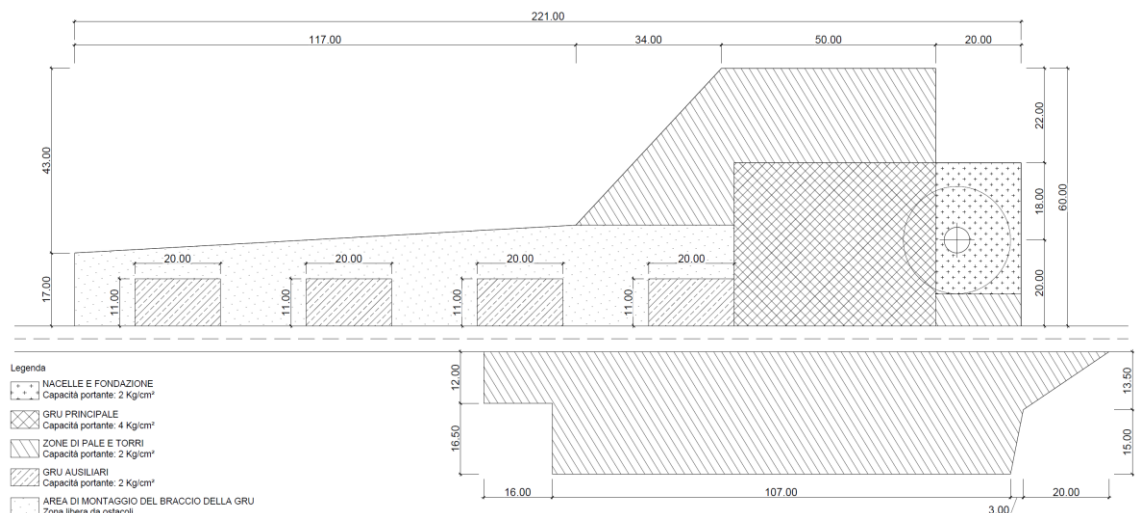 221.00
117.00
34.00
50.00
20.00
43.00
22.00
18.00
60.00
17.00
20.00
20.00
20.00
20.00
20.00
11.00
11.00
11.00
11.00
Legenda
NACELLE E FONDAZIONE
Capacità portante: 2 Kg/cm²
GRU PRINCIPALE
Capacità portante: 4 Kg/cm²
ZONE DI PALE E TORRI
Capacità portante: 2 Kg/cm²
GRU AUSILIARI
Capacità portante: 2 Kg/cm²
AREA DI MONTAGGIO DEL BRACCIO DELLA GRU
Zona libera da ostacoli
12.00
16.50
13.50
15.00
16.00
107.00
20.00
3.00